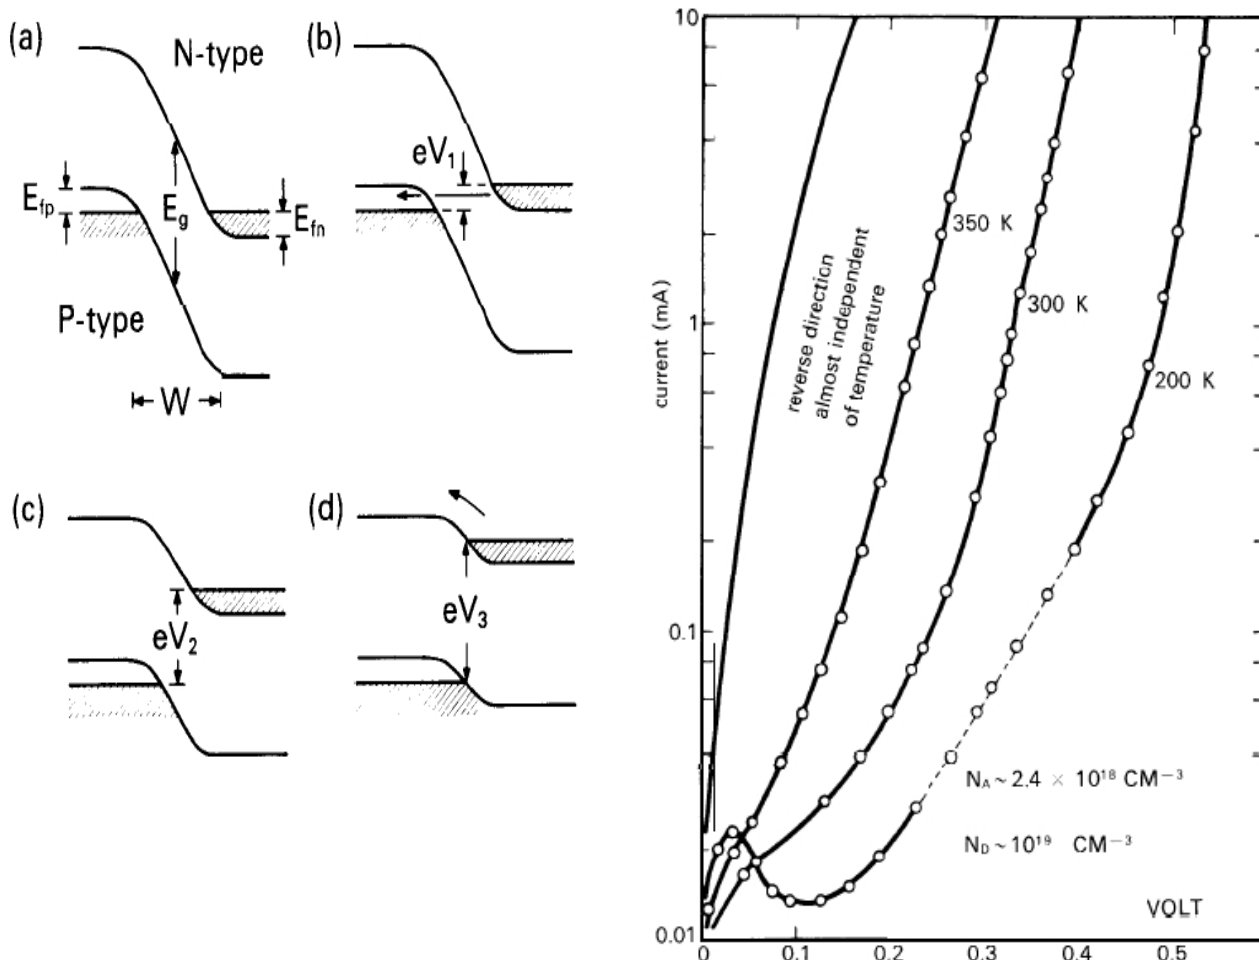 (a)
N-type
E_fp
E_g
E_fn
P-type
W
(b)
eV_1
(c)
eV_2
(d)
eV_3
10
1
0.1
0.01
current (mA)
reverse direction
almost independent
of temperature
350 K
300 K
200 K
N_A ~ 2.4 × 10^18 CM^-3
N_D ~ 10^19 CM^-3
VOLT
0
0.1
0.2
0.3
0.4
0.5